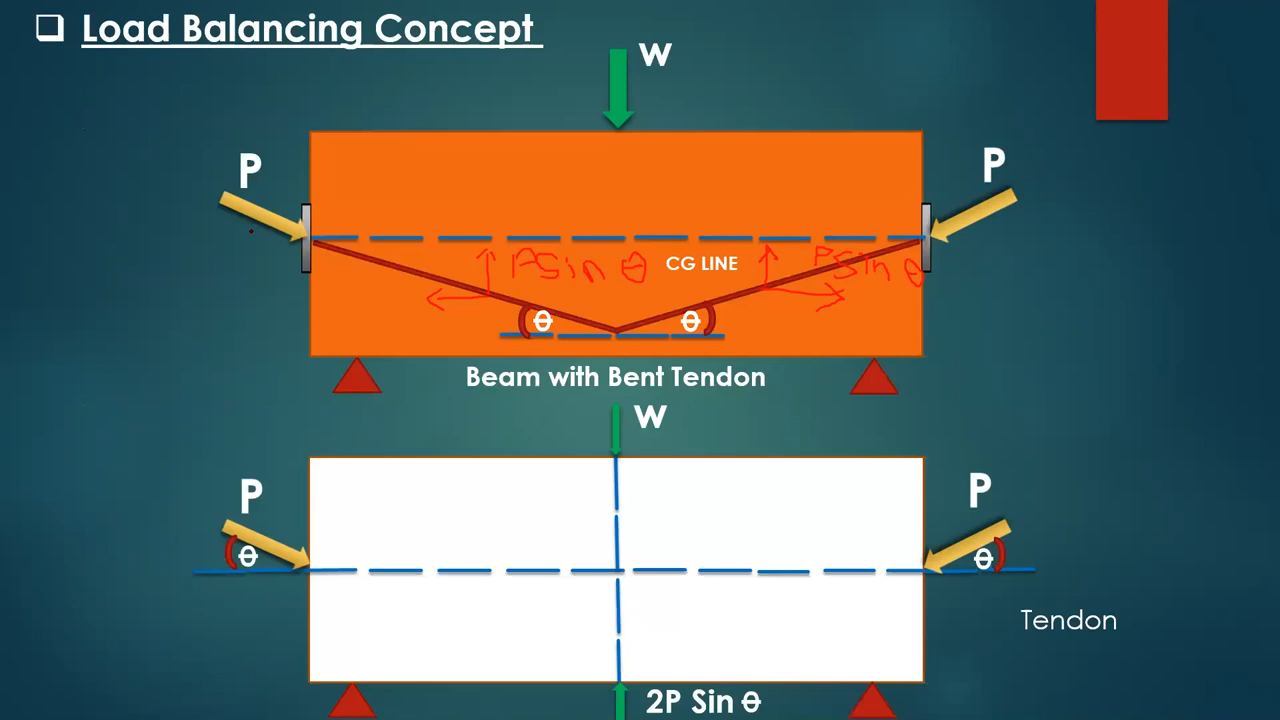 ❑ Load Balancing Concept
W
P
P
PSin θ
CG LINE
PSin θ
θ
θ
Beam with Bent Tendon
W
P
P
θ
θ
Tendon
2P Sin θ